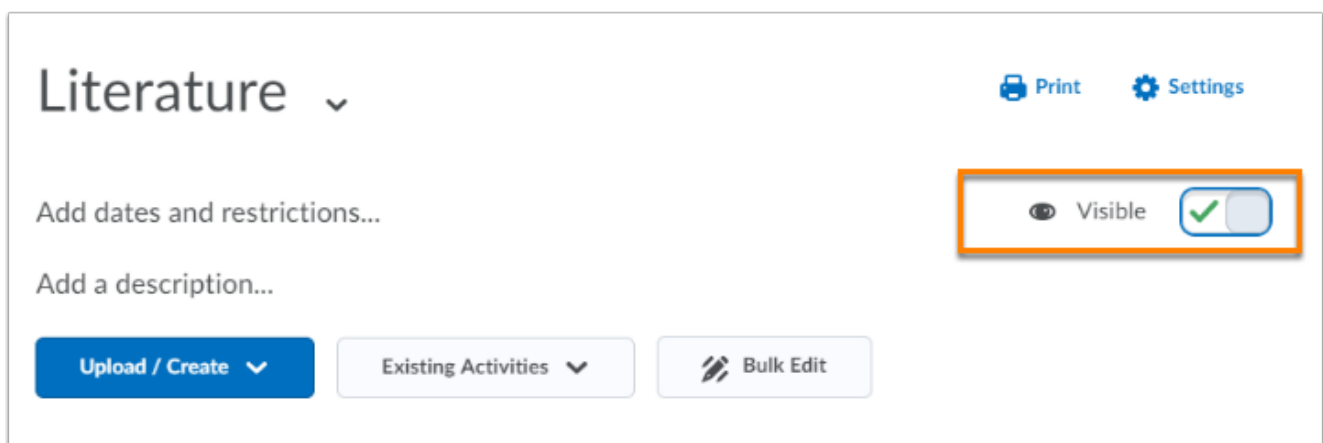 Literature
Print Settings
Add dates and restrictions...
Visible
Add a description...
Upload / Create Existing Activities Bulk Edit